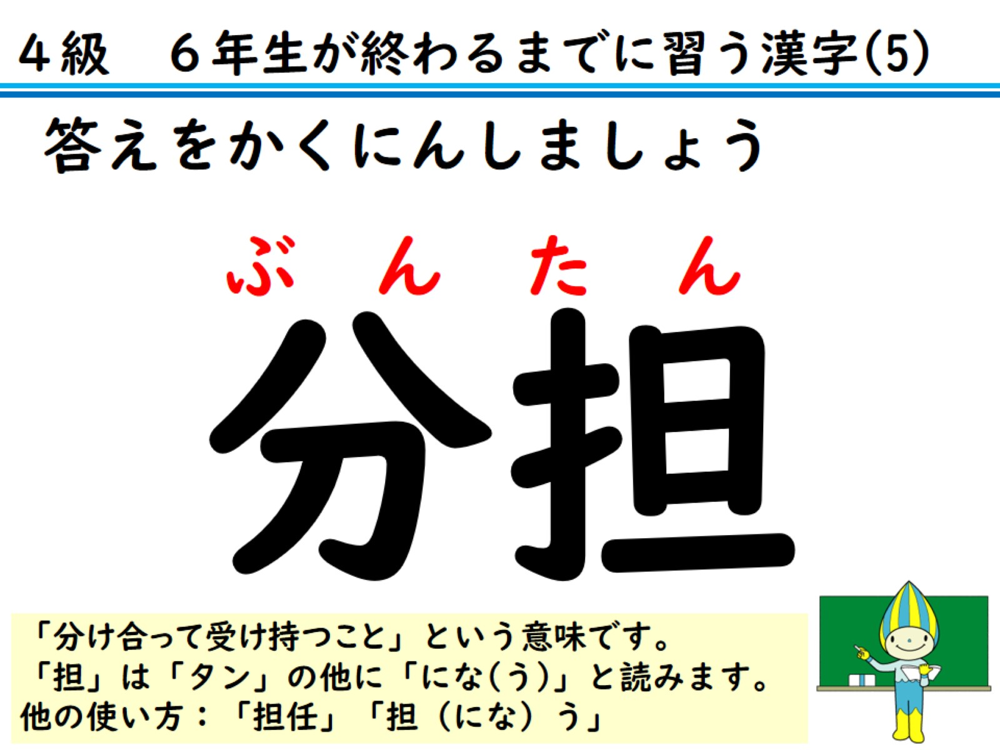 ４級　６年生が終わるまでに習う漢字(5)
答えをかくにんしましょう
ぶんたん
分担
「分け合って受け持つこと」という意味です。
「担」は「タン」の他に「にな(う)」と読みます。
他の使い方：「担任」「担（にな）う」